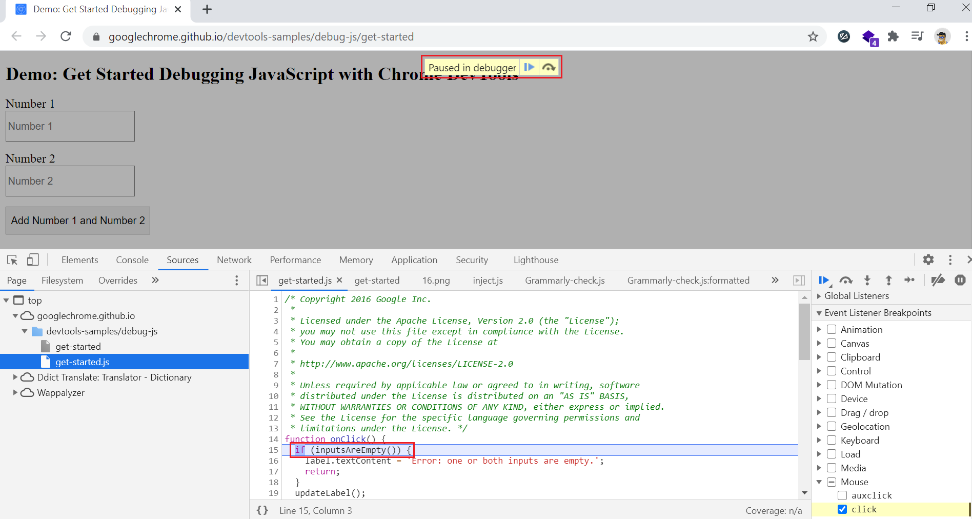 Demo: Get Started Debugging Ja
googlechrome.github.io/devtools-samples/debug-js/get-started
4
Demo: Get Started Debugging JavaScript with Chrome DevTools
Paused in debugger
Number 1
Number 1
Number 2
Number 2
Add Number 1 and Number 2
Elements Console Sources Network Performance Memory Application Security Lighthouse
Page Filesystem Overrides
get-started.js get-started 16.png inject.js Grammarly-check.js Grammarly-check.js:formatted
top
googlechrome.github.io
devtools-samples/debug-js
get-started
get-started.js
Ddict Translate: Translator - Dictionary
Wappalyzer
1 /* Copyright 2016 Google Inc.
2 *
3 * Licensed under the Apache License, Version 2.0 (the "License");
4 * you may not use this file except in compliance with the License.
5 * You may obtain a copy of the License at
6 *
7 * http://www.apache.org/licenses/LICENSE-2.0
8 *
9 * Unless required by applicable law or agreed to in writing, software
10 * distributed under the License is distributed on an "AS IS" BASIS,
11 * WITHOUT WARRANTIES OR CONDITIONS OF ANY KIND, either express or implied.
12 * See the License for the specific language governing permissions and
13 * limitations under the License. */
14 function onClick() {
15 if (inputsAreEmpty()) {
16 label.textContent = 'Error: one or both inputs are empty.';
17 return;
18 }
19 updateLabel();
{} Line 15, Column 3
Coverage: n/a
Global Listeners
Event Listener Breakpoints
Animation
Canvas
Clipboard
Control
DOM Mutation
Device
Drag / drop
Geolocation
Keyboard
Load
Media
Mouse
auxclick
click